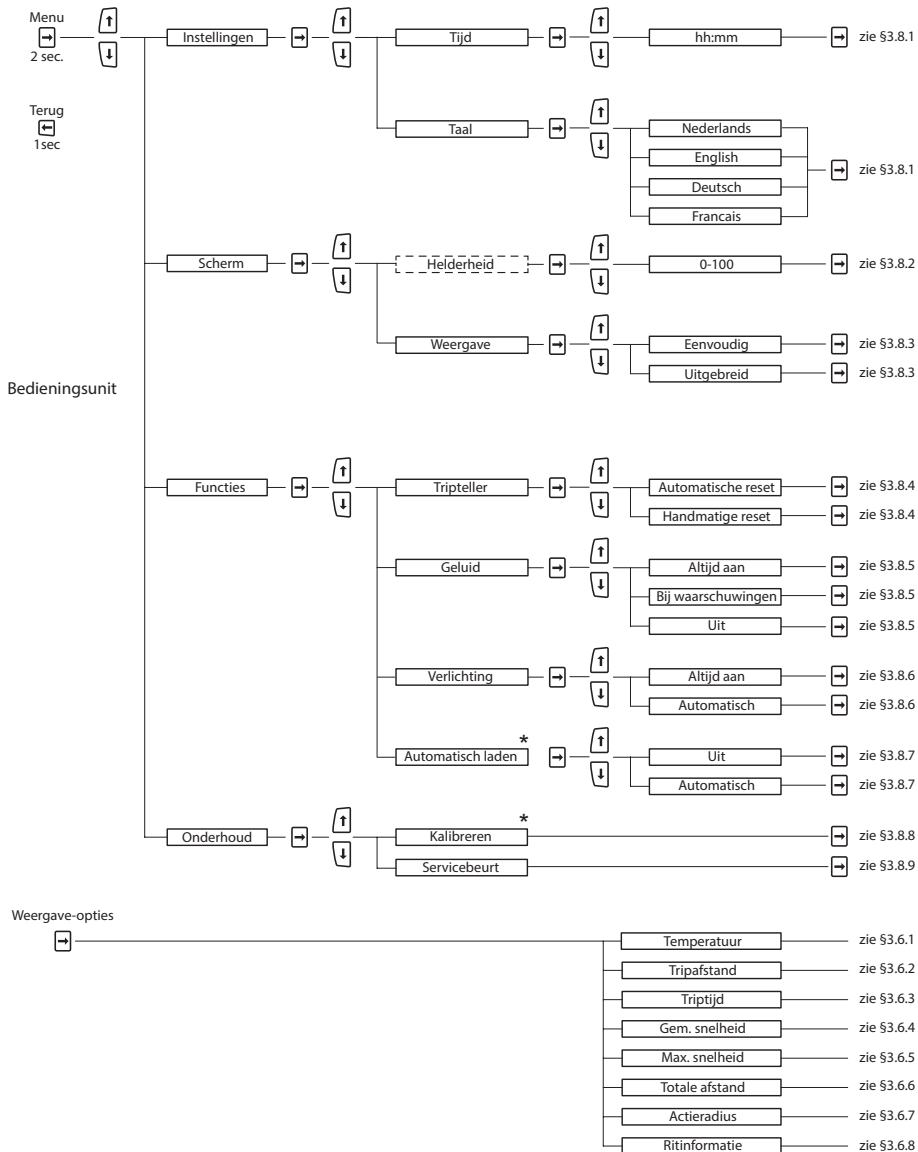 Menu
2 sec.
Instellingen
Tijd
hh:mm
zie §3.8.1
Terug
1sec
Taal
Nederlands
English
Deutsch
Francais
zie §3.8.1
Scherm
Helderheid
0-100
zie §3.8.2
Weergave
Eenvoudig
zie §3.8.3
Uitgebreid
zie §3.8.3
Bedieningsunit
Functies
Tripteller
Automatische reset
zie §3.8.4
Handmatige reset
zie §3.8.4
Geluid
Altijd aan
zie §3.8.5
Bij waarschuwingen
zie §3.8.5
Uit
zie §3.8.5
Verlichting
Altijd aan
zie §3.8.6
Automatisch
zie §3.8.6
Automatisch laden *
Uit
zie §3.8.7
Automatisch
zie §3.8.7
Onderhoud
Kalibreren *
zie §3.8.8
Servicebeurt
zie §3.8.9
Weergave-opties
Temperatuur
zie §3.6.1
Tripafstand
zie §3.6.2
Triptijd
zie §3.6.3
Gem. snelheid
zie §3.6.4
Max. snelheid
zie §3.6.5
Totale afstand
zie §3.6.6
Actieradius
zie §3.6.7
Ritinformatie
zie §3.6.8